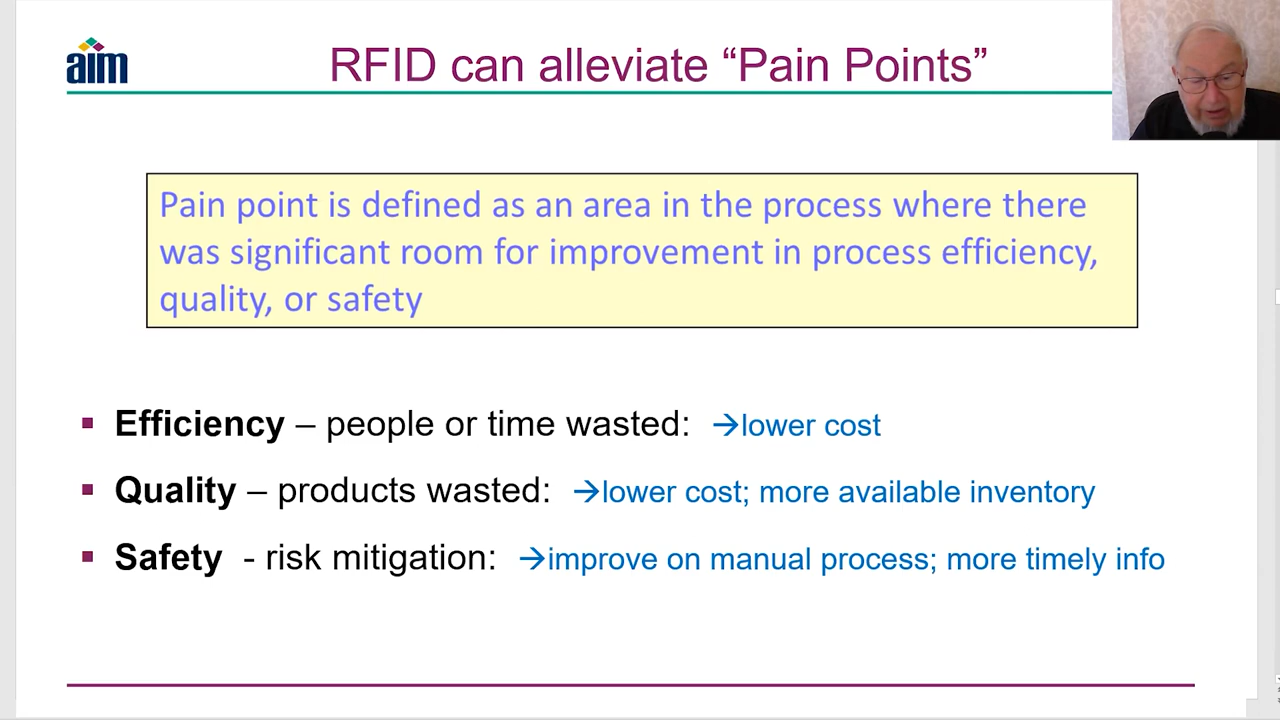 aim
RFID can alleviate “Pain Points”
Pain point is defined as an area in the process where there
was significant room for improvement in process efficiency,
quality, or safety
▪ Efficiency – people or time wasted: →lower cost
▪ Quality – products wasted: →lower cost; more available inventory
▪ Safety - risk mitigation: →improve on manual process; more timely info